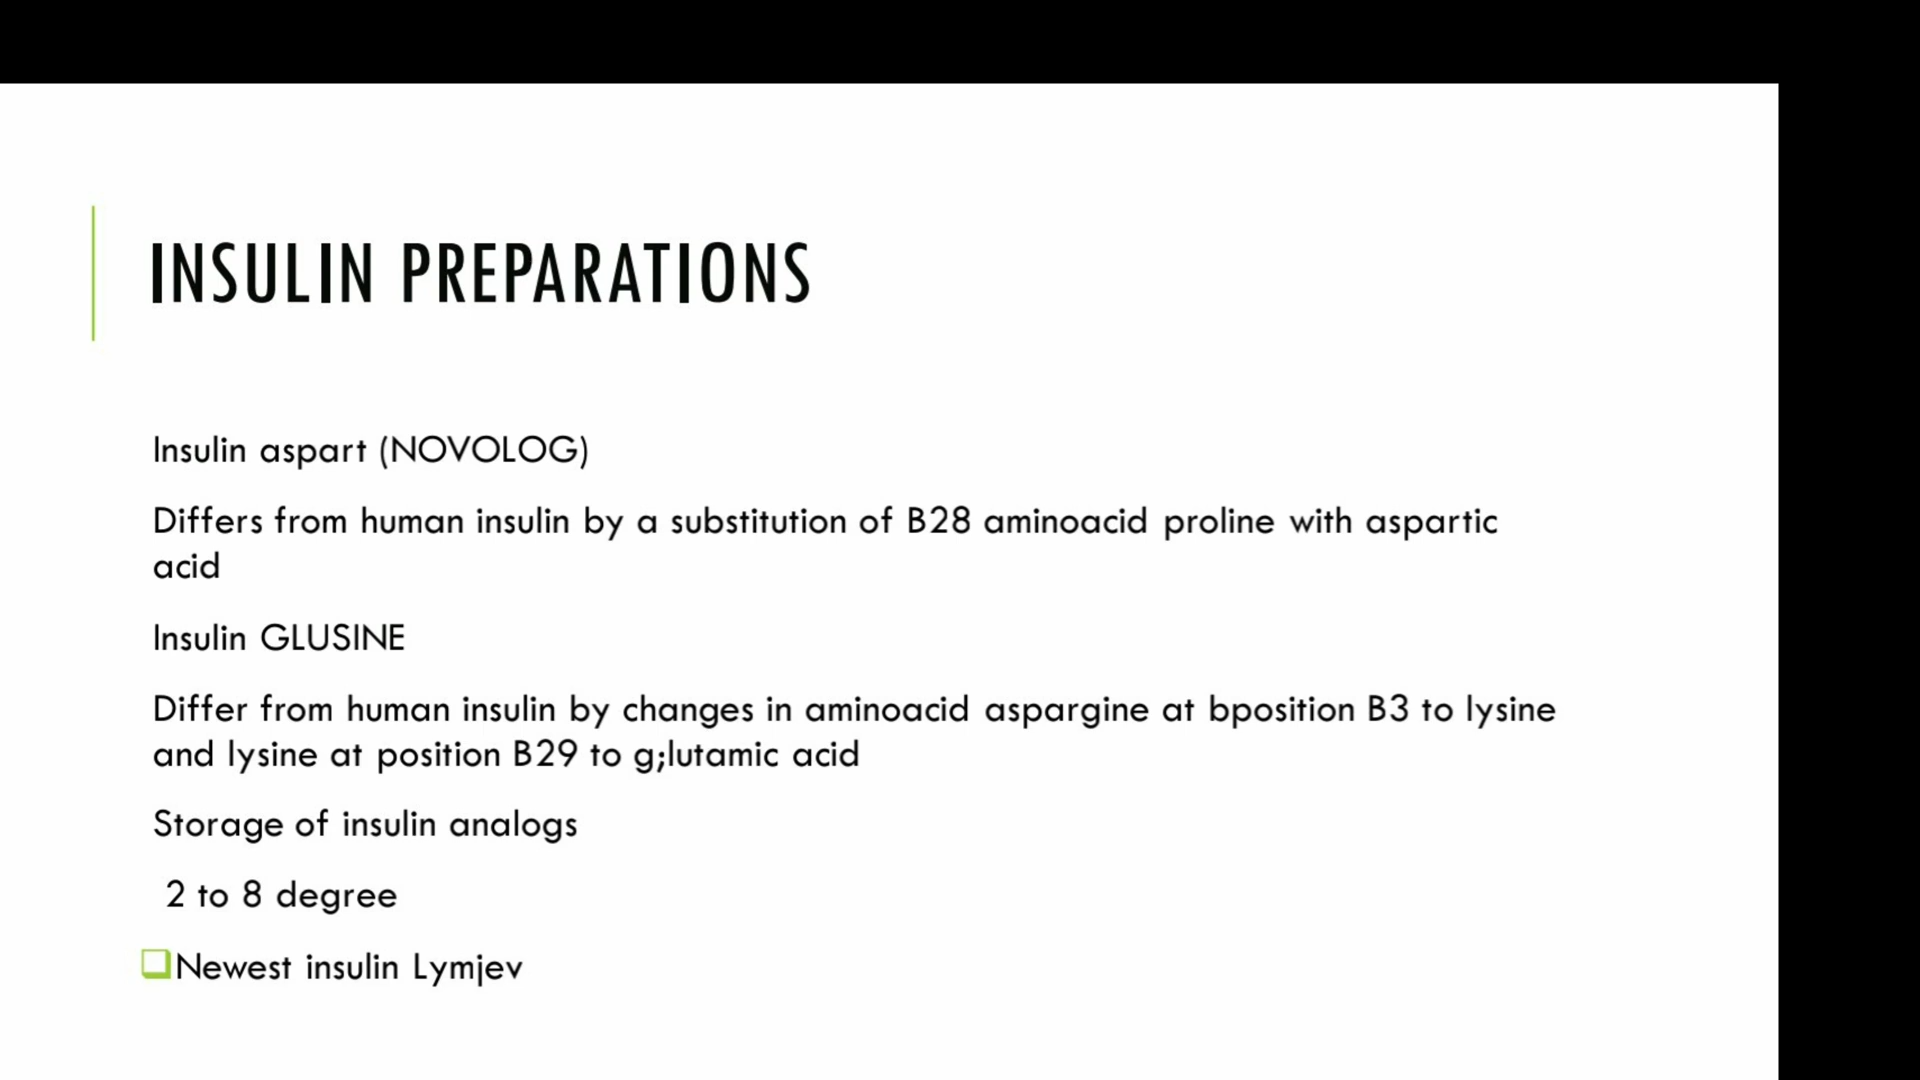 INSULIN PREPARATIONS
Insulin aspart (NOVOLOG)
Differs from human insulin by a substitution of B28 aminoacid proline with aspartic
acid
Insulin GLUSINE
Differ from human insulin by changes in aminoacid aspargine at bposition B3 to lysine
and lysine at position B29 to g;lutamic acid
Storage of insulin analogs
2 to 8 degree
Newest insulin Lymjev